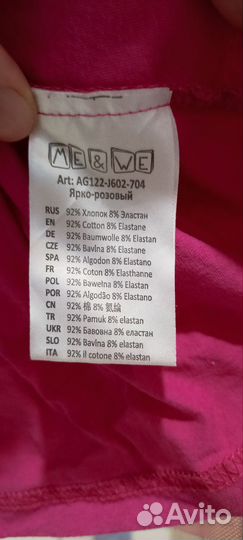 ME&WE
Art: AG122-J602-704
Ярко-розовый
RUS 92% Хлопок 8% Эластан
EN 92% Cotton 8% Elastane
DE 92% Baumwolle 8% Elastan
CZE 92% Bavlna 8% Elastan
SPA 92% Algodon 8% Elastano
FR 92% Coton 8% Elasthanne
POL 92% Bawełna 8% Elastan
POR 92% Algodão 8% Elastano
CN 92% 棉 8% 氨綸
TR 92% Pamuk 8% elastan
UKR 92% Бавовна 8% еластан
SLO 92% Bavlna 8% elastan
ITA 92% il cotone 8% elastan
Avito